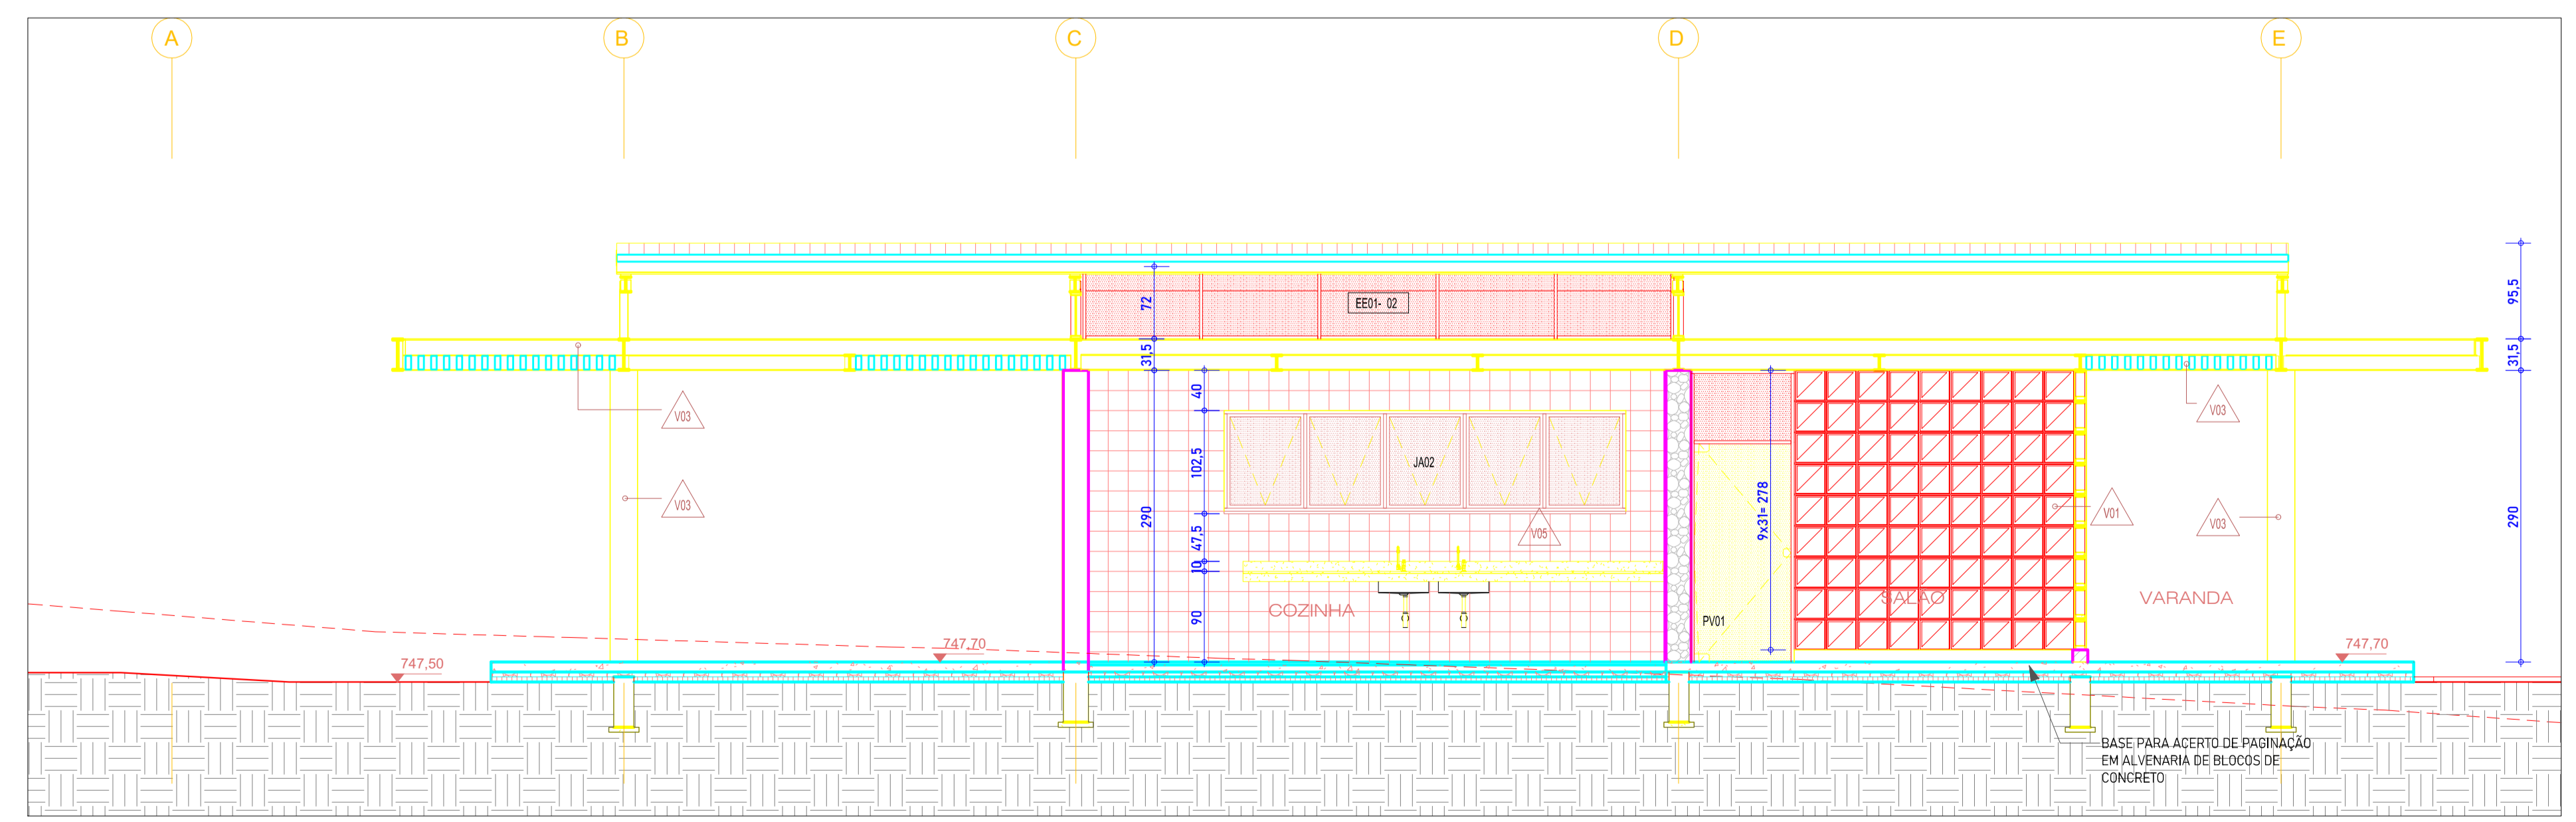 A
B
C
D
E
72
EE01- 02
95,5
31,5
31,5
V03
40
V03
V03
102,5
JA02
290
9x31= 278
V01
V03
290
47,5
V05
10
90
COZINHA
PV01
SALÃO
VARANDA
747,50
747,70
747,70
BASE PARA ACERTO DE PAGINAÇÃO
EM ALVENARIA DE BLOCOS DE
CONCRETO